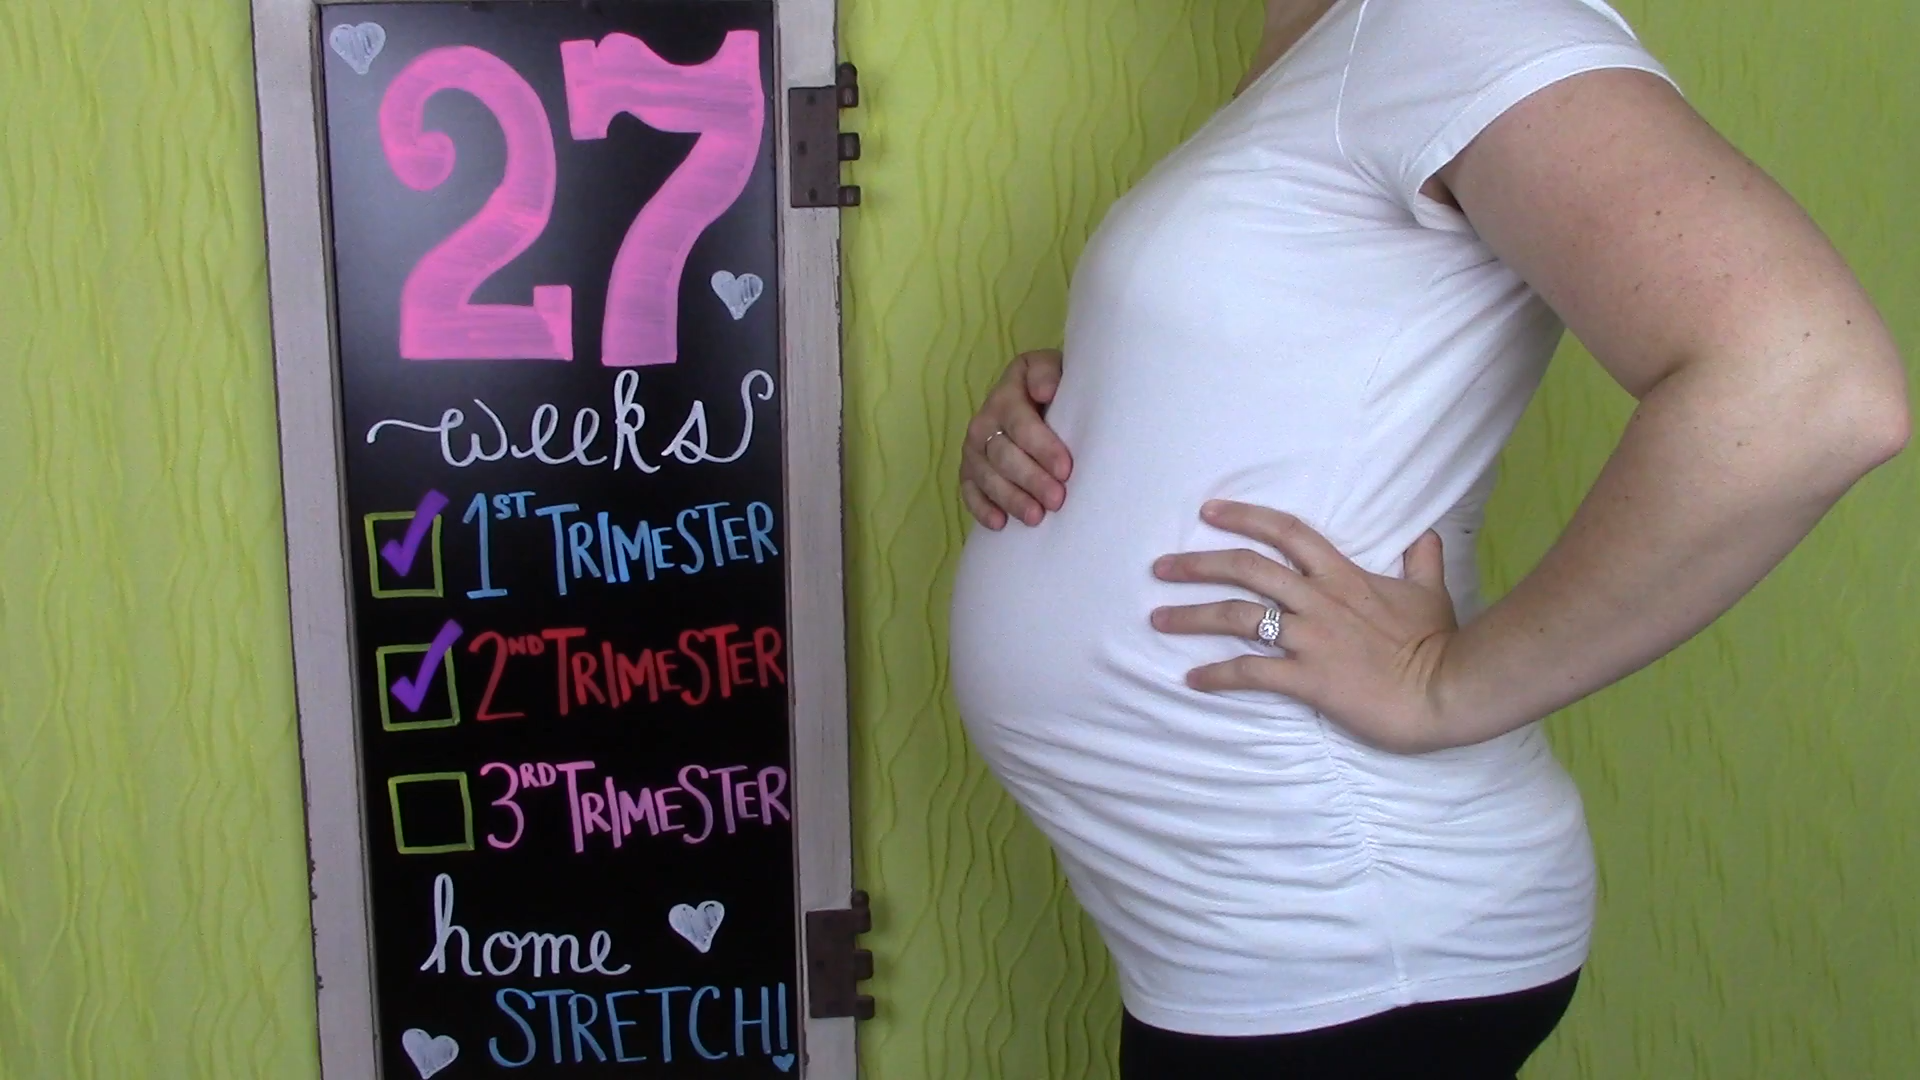 27
weeks
1ST TRIMESTER
2ND TRIMESTER
3RD TRIMESTER
home
STRETCH!